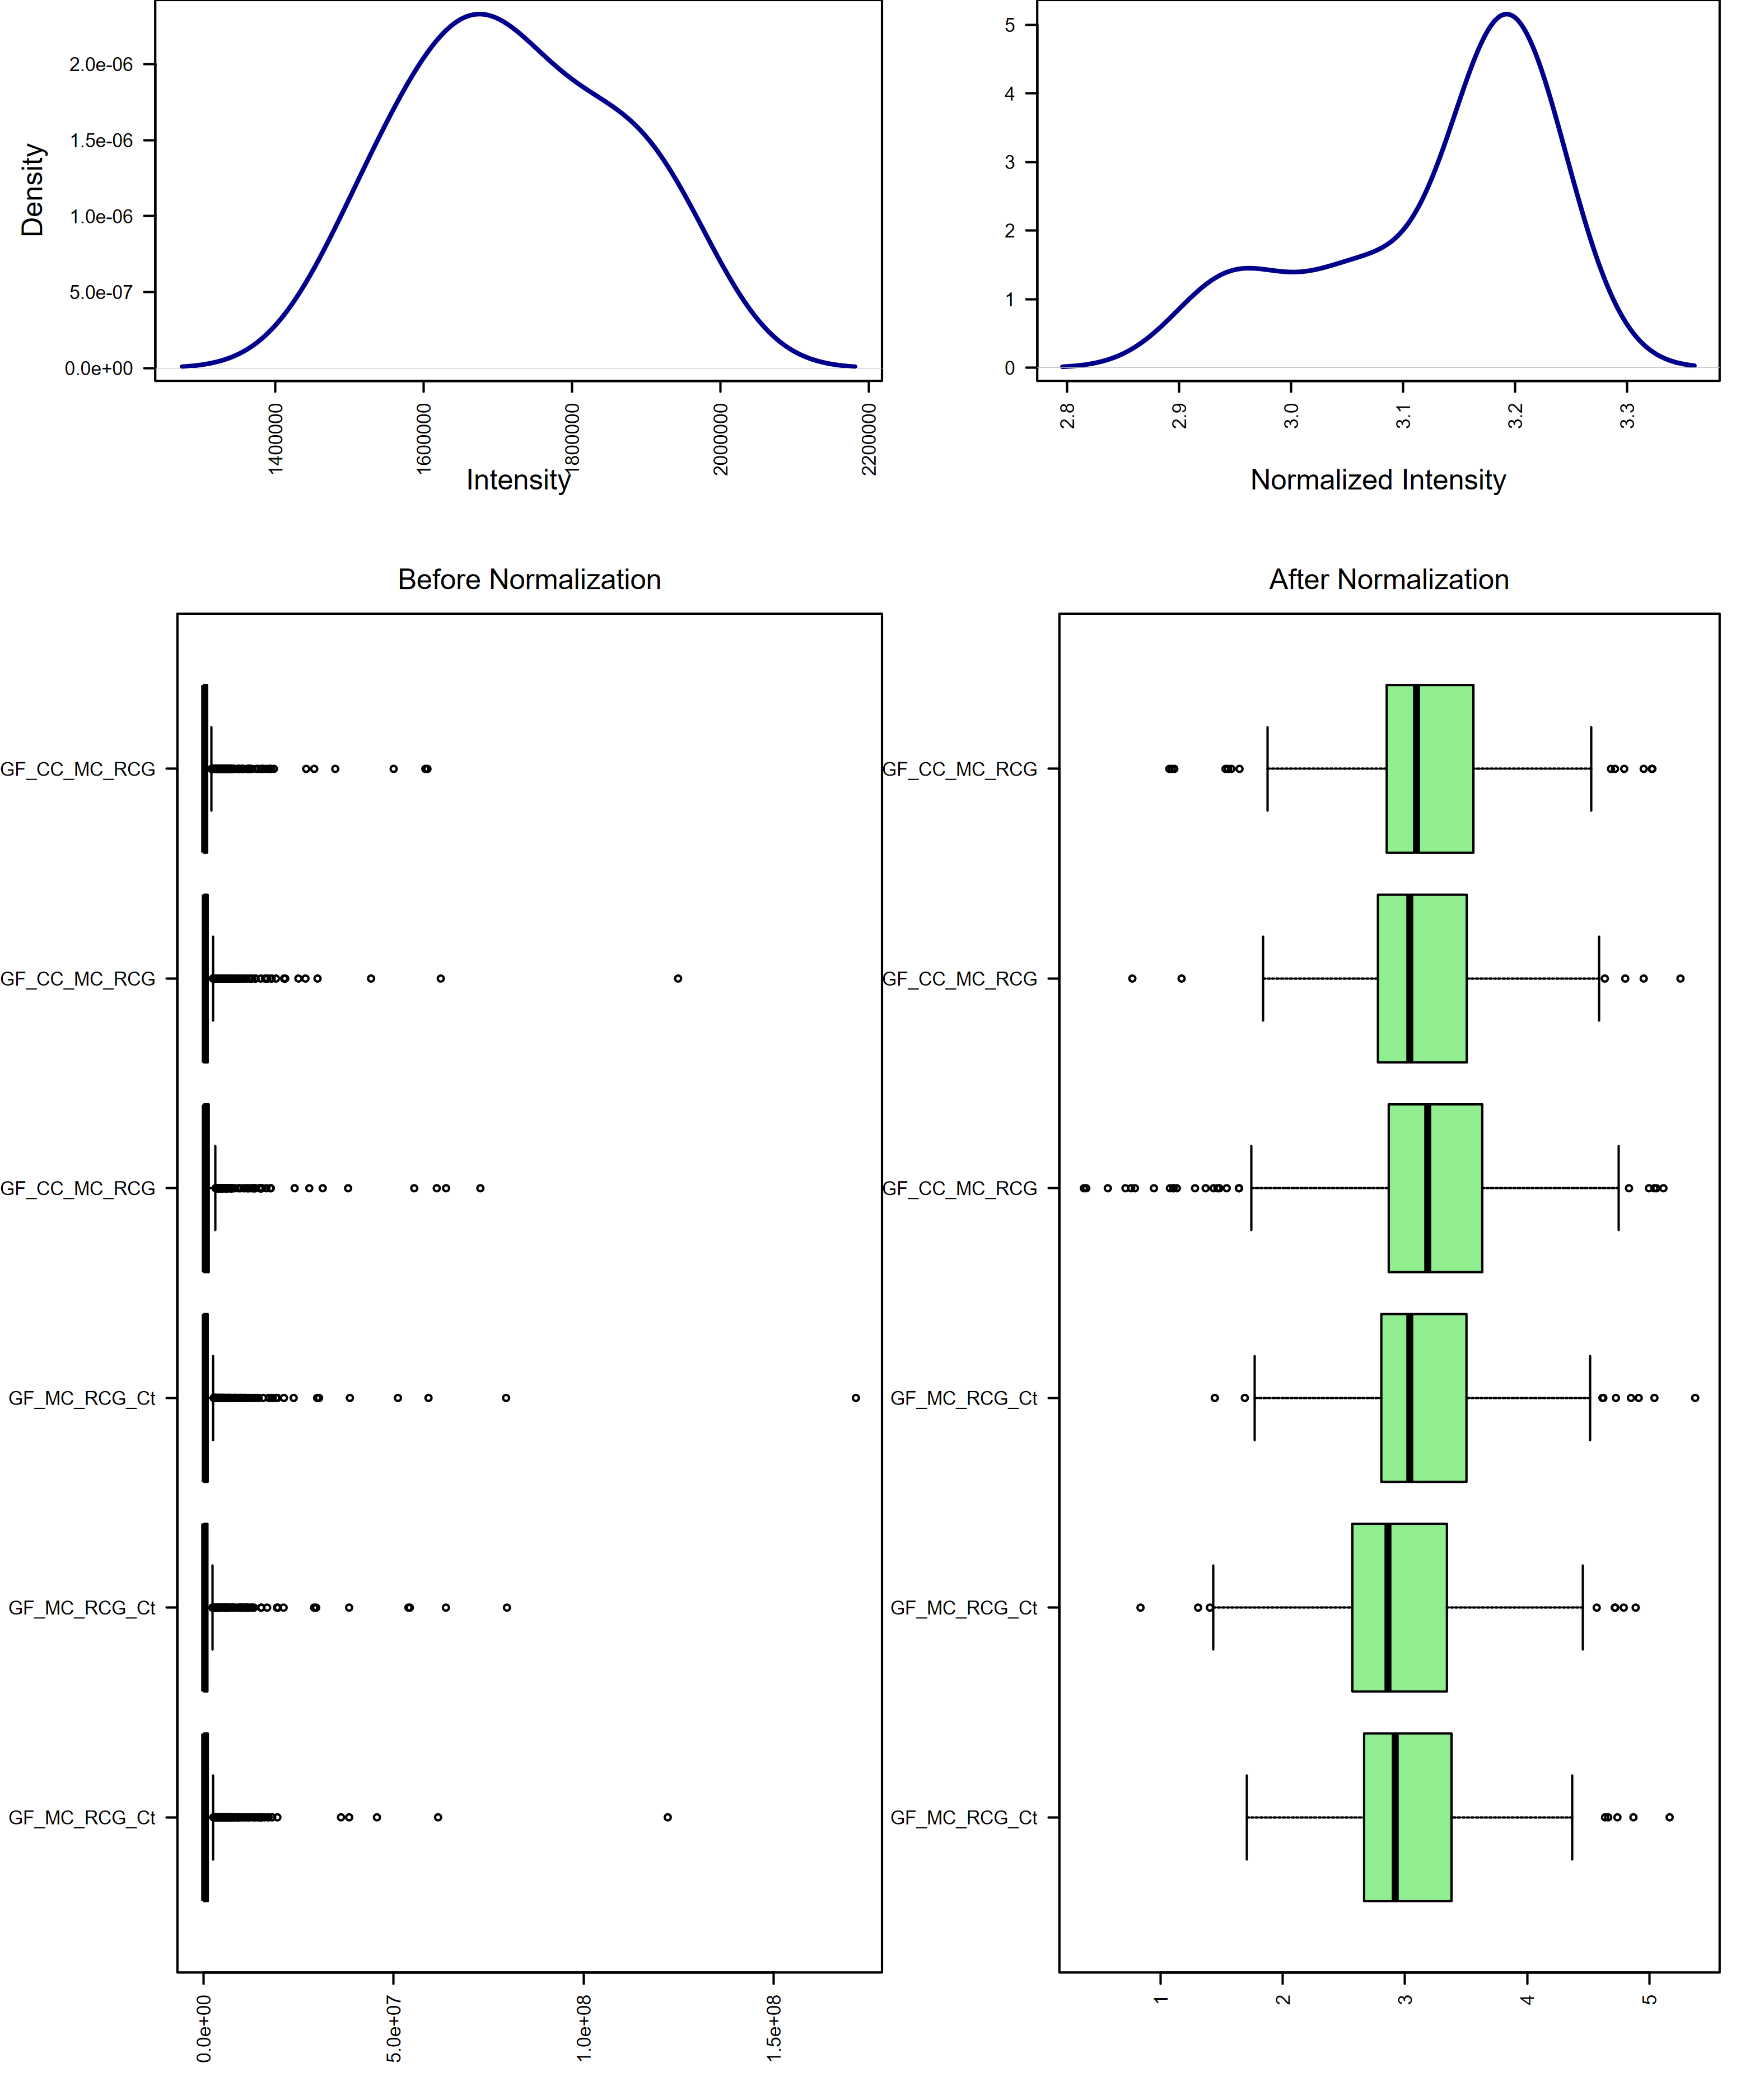 Density
2.0e-06
1.5e-06
1.0e-06
5.0e-07
0.0e+00
1400000
1600000
1800000
2000000
2200000
Intensity
5
4
3
2
1
0
2.8
2.9
3.0
3.1
3.2
3.3
Normalized Intensity
Before Normalization
GF_CC_MC_RCG
GF_CC_MC_RCG
GF_CC_MC_RCG
GF_MC_RCG_Ct
GF_MC_RCG_Ct
GF_MC_RCG_Ct
0.0e+00
5.0e+07
1.0e+08
1.5e+08
After Normalization
GF_CC_MC_RCG
GF_CC_MC_RCG
GF_CC_MC_RCG
GF_MC_RCG_Ct
GF_MC_RCG_Ct
GF_MC_RCG_Ct
1
2
3
4
5